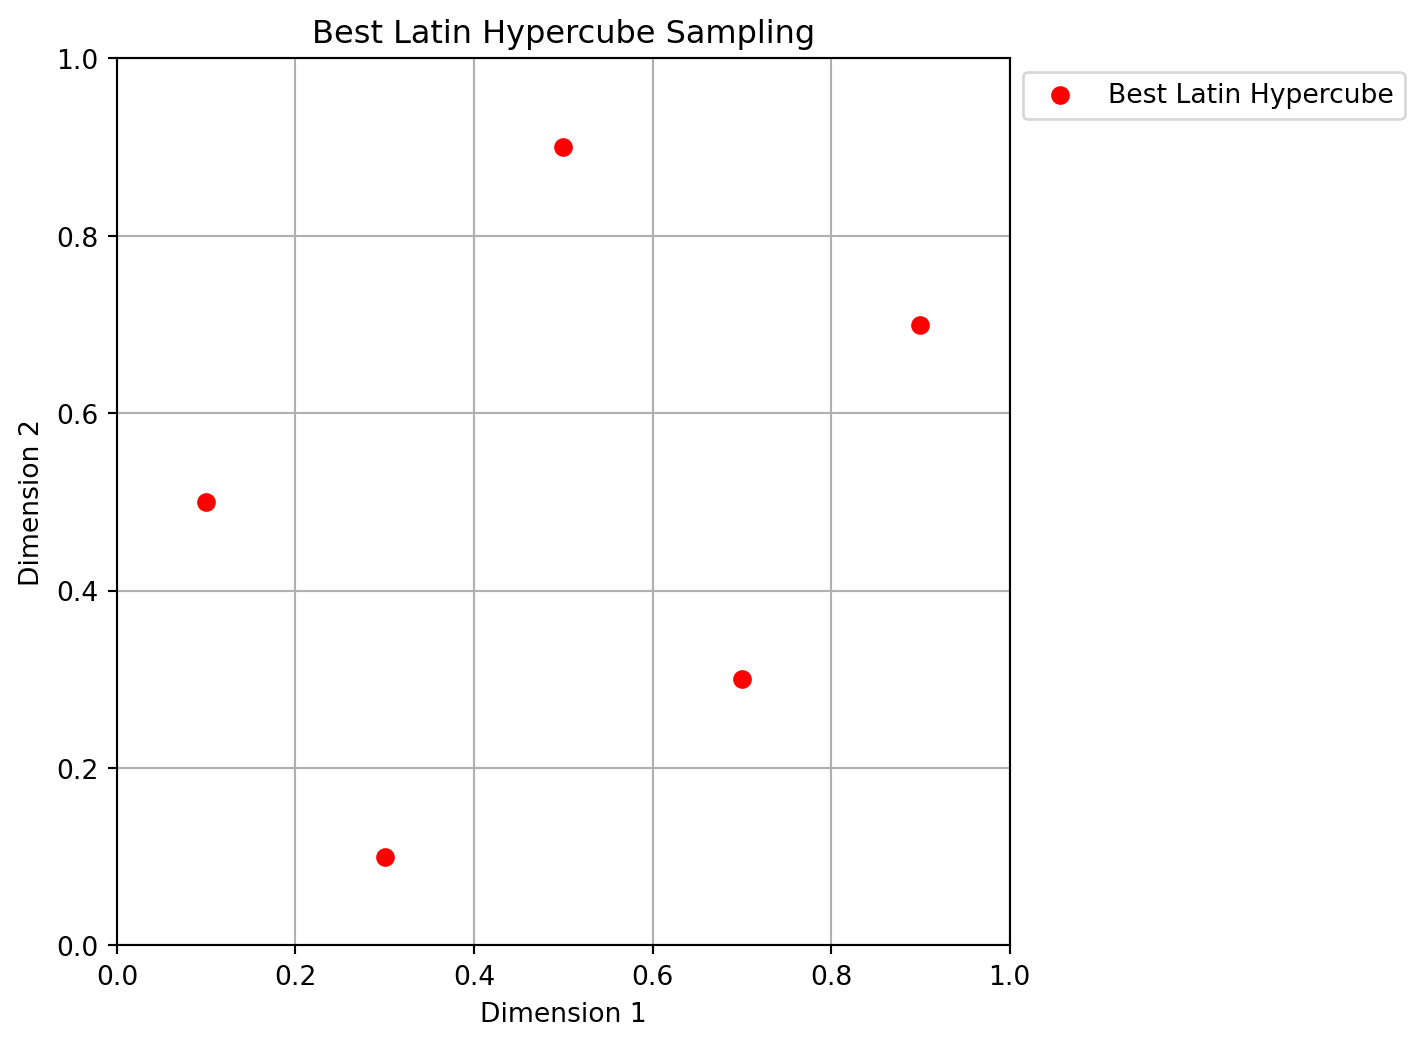 Best Latin Hypercube Sampling
Best Latin Hypercube
1.0
0.8
0.6
0.4
0.2
0.0
Dimension 2
0.0 0.2 0.4 0.6 0.8 1.0
Dimension 1